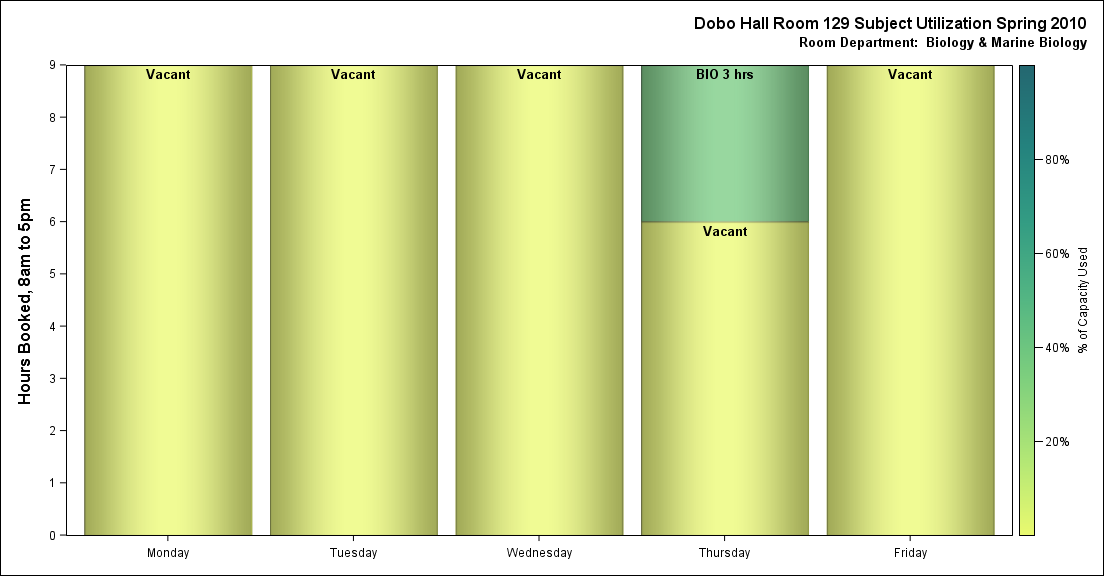 Dobo Hall Room 129 Subject Utilization Spring 2010
Room Department:  Biology & Marine Biology
Hours Booked, 8am to 5pm
9
8
7
6
5
4
3
2
1
0
Vacant
Vacant
Vacant
BIO 3 hrs
Vacant
Vacant
Monday
Tuesday
Wednesday
Thursday
Friday
80%
60%
40%
20%
% of Capacity Used